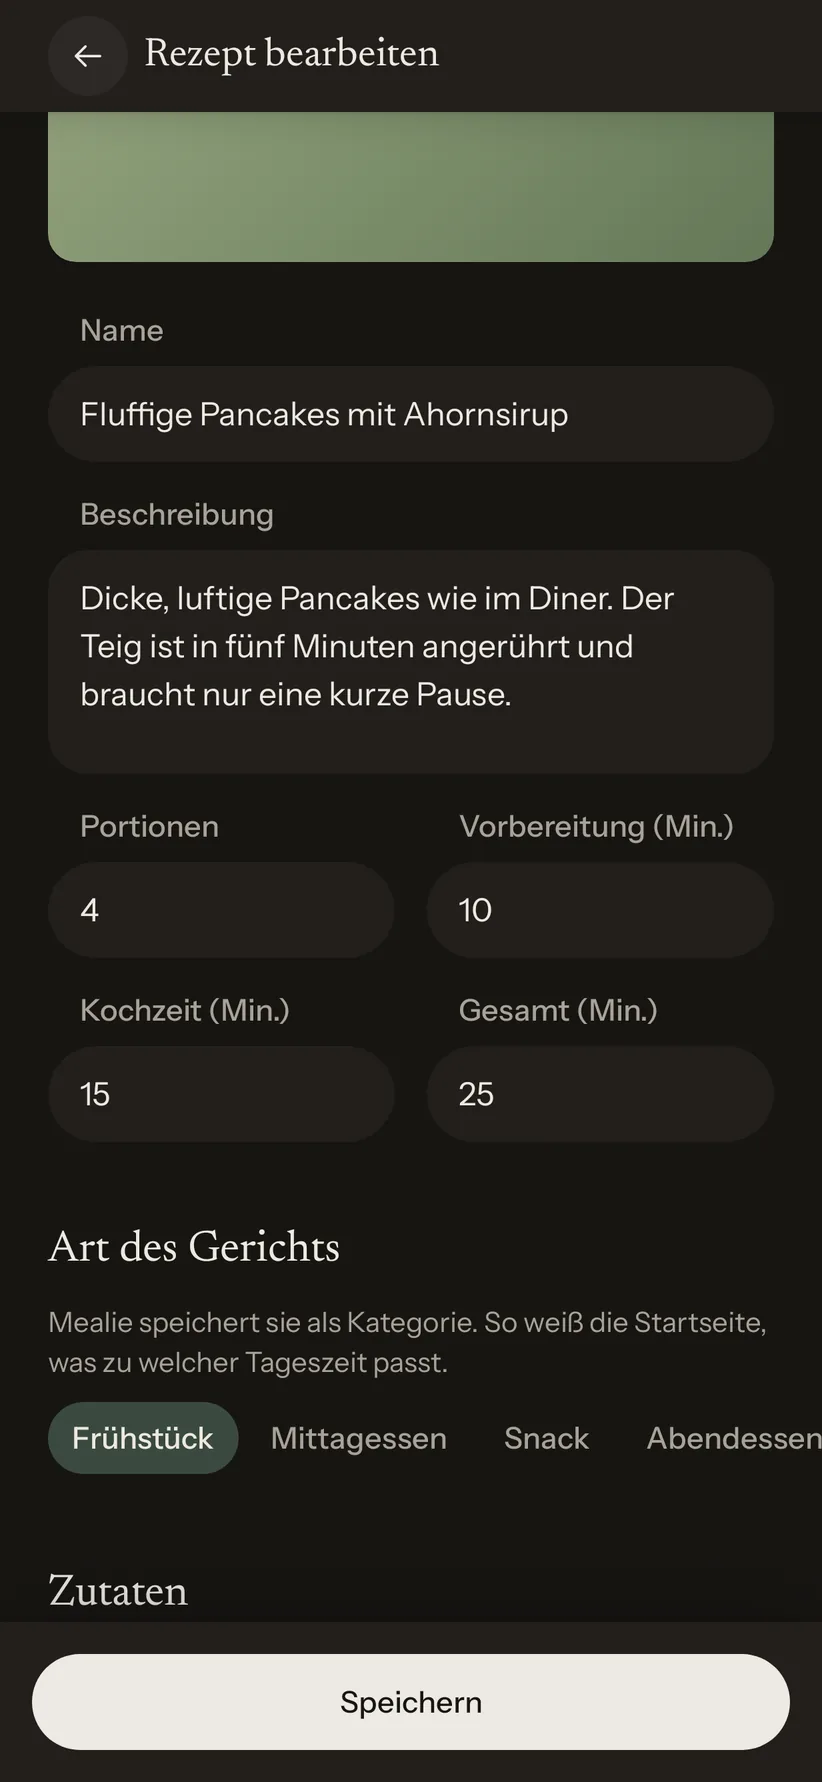 Rezept bearbeiten
Name
Fluffige Pancakes mit Ahornsirup
Beschreibung
Dicke, luftige Pancakes wie im Diner. Der
Teig ist in fünf Minuten angerührt und
braucht nur eine kurze Pause.
Portionen
Vorbereitung (Min.)
4
10
Kochzeit (Min.)
Gesamt (Min.)
15
25
Art des Gerichts
Mealie speichert sie als Kategorie. So weiß die Startseite,
was zu welcher Tageszeit passt.
Frühstück Mittagessen Snack Abendessen
Zutaten
Speichern